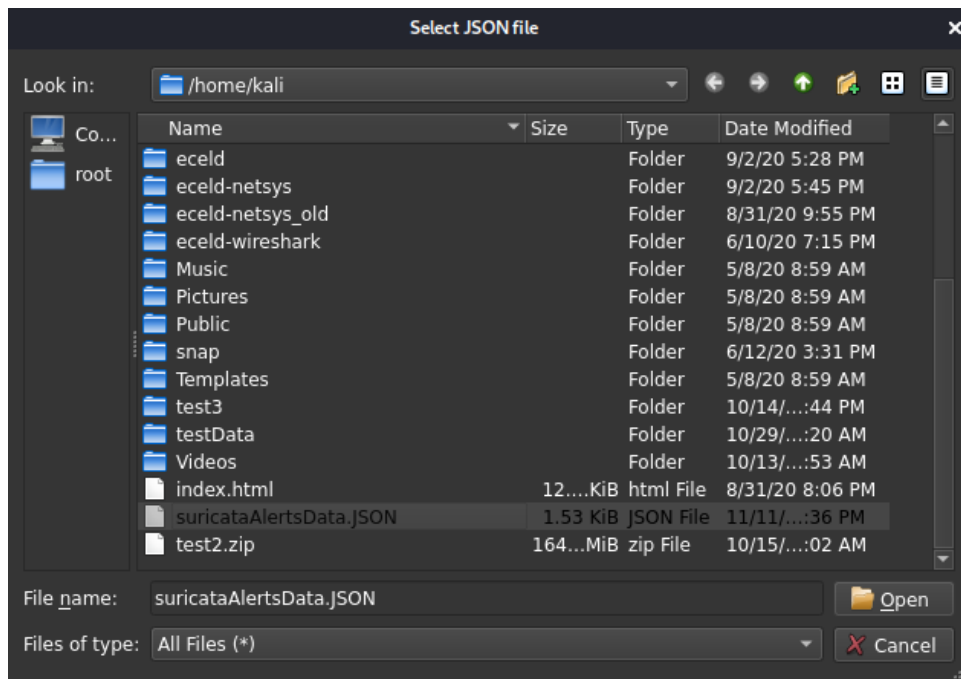 Select JSON file
Look in: /home/kali
Co...
root
Name Size Type Date Modified
eceld Folder 9/2/20 5:28 PM
eceld-netsys Folder 9/2/20 5:45 PM
eceld-netsys_old Folder 8/31/20 9:55 PM
eceld-wireshark Folder 6/10/20 7:15 PM
Music Folder 5/8/20 8:59 AM
Pictures Folder 5/8/20 8:59 AM
Public Folder 5/8/20 8:59 AM
snap Folder 6/12/20 3:31 PM
Templates Folder 5/8/20 8:59 AM
test3 Folder 10/14/...:44 PM
testData Folder 10/29/...:20 AM
Videos Folder 10/13/...:53 AM
index.html 12....KiB html File 8/31/20 8:06 PM
suricataAlertsData.JSON 1.53 KiB JSON File 11/11/...:36 PM
test2.zip 164...MiB zip File 10/15/...:02 AM
File name: suricataAlertsData.JSON Open
Files of type: All Files (*) Cancel